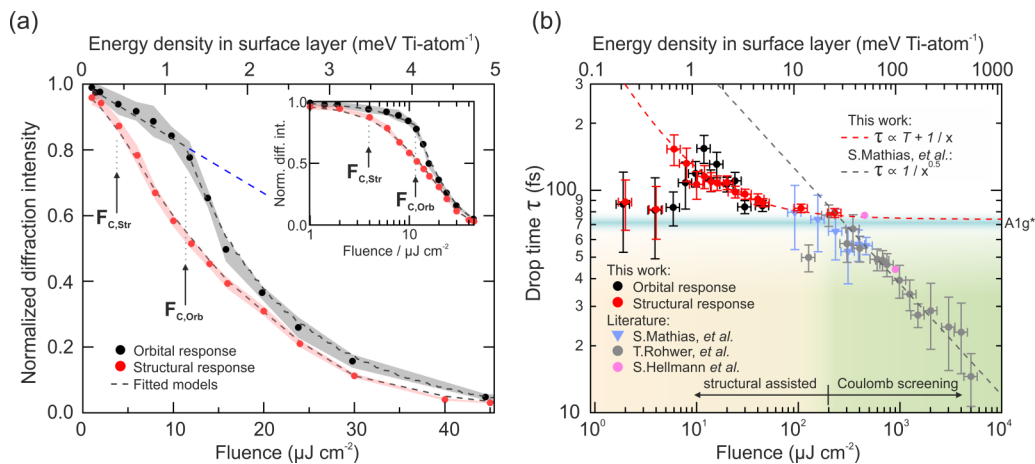 (a)
Energy density in surface layer (meV Ti-atom⁻¹)
0 1 2 3 4 5
1.0
0.8
0.6
0.4
0.2
0.0
Normalized diffraction intensity
F_C,Str
F_C,Orb
Orbital response
Structural response
Fitted models
0 10 20 30 40
Fluence (µJ cm⁻²)
1.0
0.5
0.0
Norm. diff. int.
F_C,Str
F_C,Orb
1 10
Fluence / µJ cm⁻²
(b)
Energy density in surface layer (meV Ti-atom⁻¹)
0.1 1 10 100 1000
3
2
100
8
7
6
5
4
3
2
10
Drop time τ (fs)
This work:
τ ∝ T + 1 / x
S.Mathias, et al.:
τ ∝ 1 / x^0.5
A1g*
This work:
Orbital response
Structural response
Literature:
S.Mathias, et al.
T.Rohwer, et al.
S.Hellmann et al.
structural assisted
Coulomb screening
10⁰ 10¹ 10² 10³ 10⁴
Fluence (µJ cm⁻²)